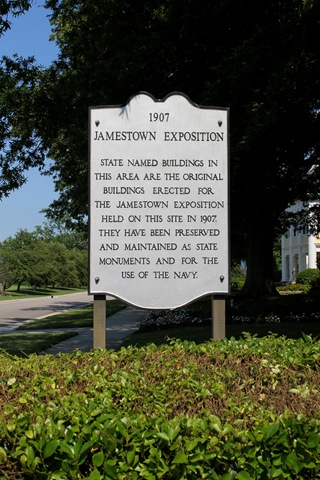 1907
JAMESTOWN EXPOSITION
STATE NAMED BUILDINGS IN
THIS AREA ARE THE ORIGINAL
BUILDINGS ERECTED FOR
THE JAMESTOWN EXPOSITION
HELD ON THIS SITE IN 1907.
THEY HAVE BEEN PRESERVED
AND MAINTAINED AS STATE
MONUMENTS AND FOR THE
USE OF THE NAVY.